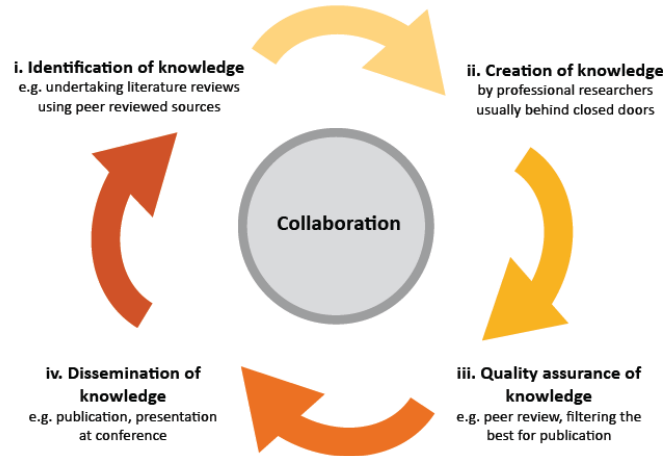 i. Identification of knowledge
e.g. undertaking literature reviews
using peer reviewed sources
ii. Creation of knowledge
by professional researchers
usually behind closed doors
Collaboration
iii. Quality assurance of
knowledge
e.g. peer review, filtering the
best for publication
iv. Dissemination of
knowledge
e.g. publication, presentation
at conference